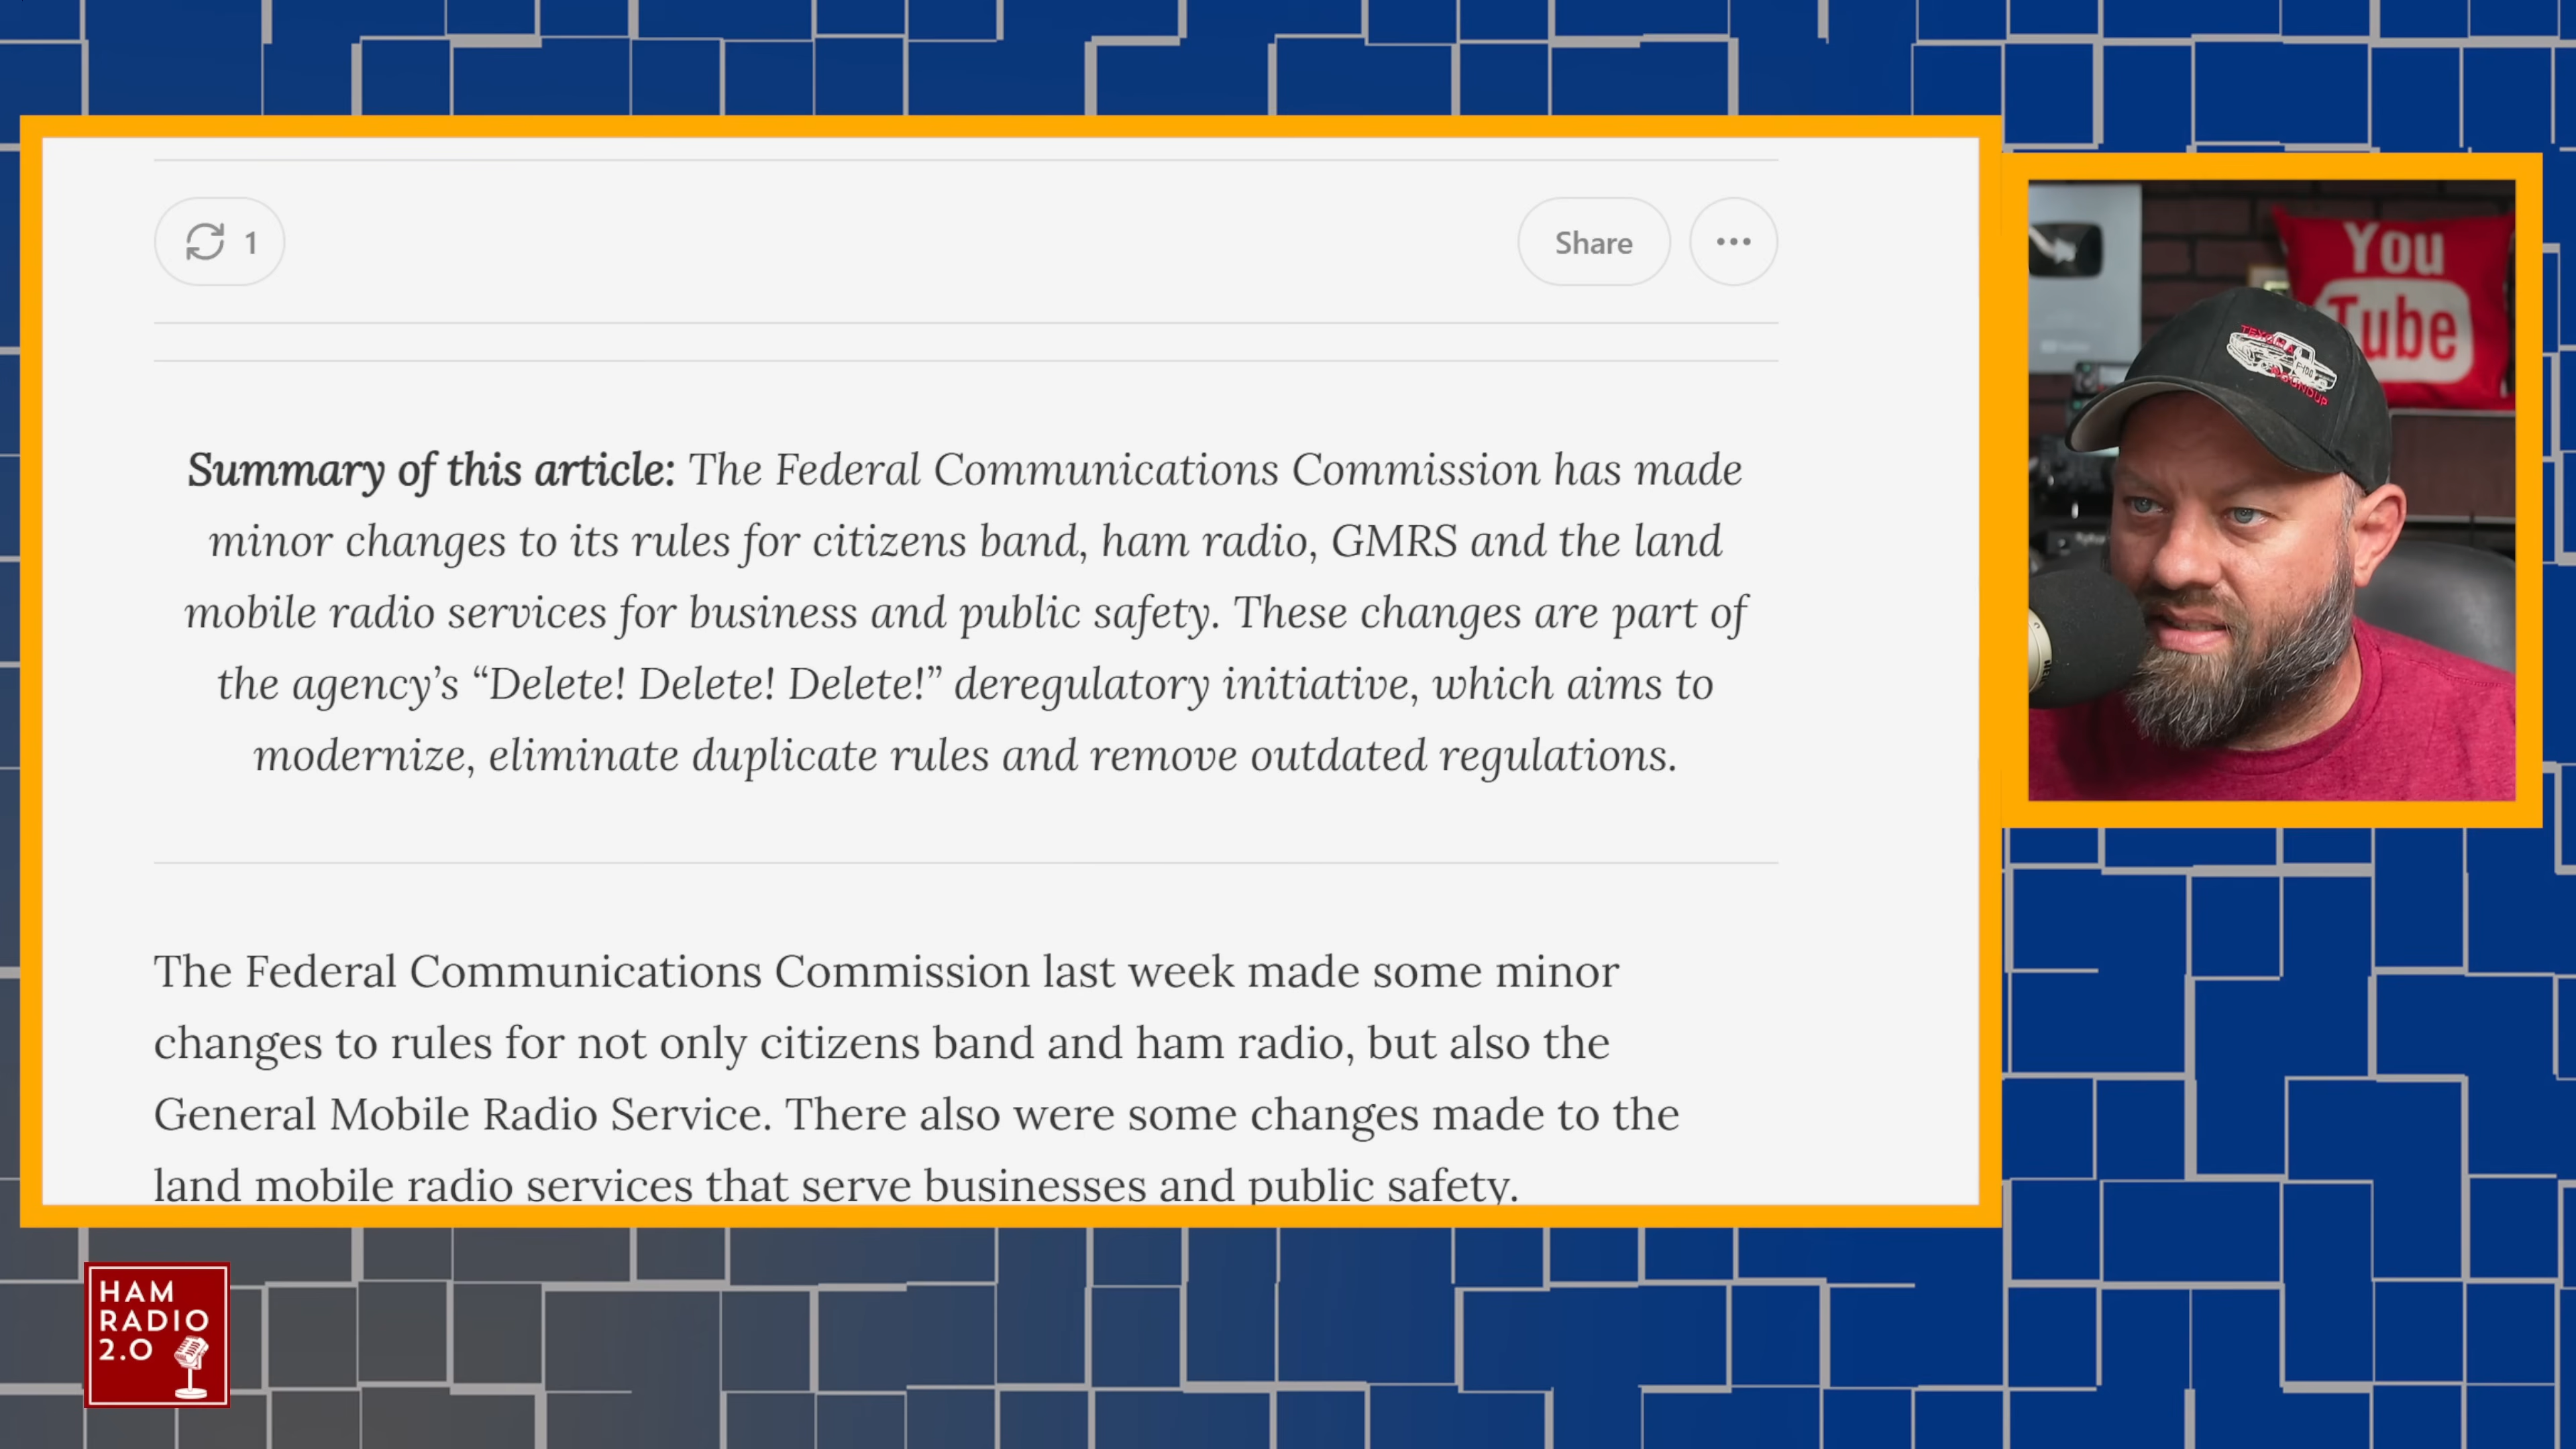 1
Share
Summary of this article: The Federal Communications Commission has made
minor changes to its rules for citizens band, ham radio, GMRS and the land
mobile radio services for business and public safety. These changes are part of
the agency’s “Delete! Delete! Delete!” deregulatory initiative, which aims to
modernize, eliminate duplicate rules and remove outdated regulations.
The Federal Communications Commission last week made some minor
changes to rules for not only citizens band and ham radio, but also the
General Mobile Radio Service. There also were some changes made to the
land mobile radio services that serve businesses and public safety.
You
Tube
F-100
HAM
RADIO
2.0